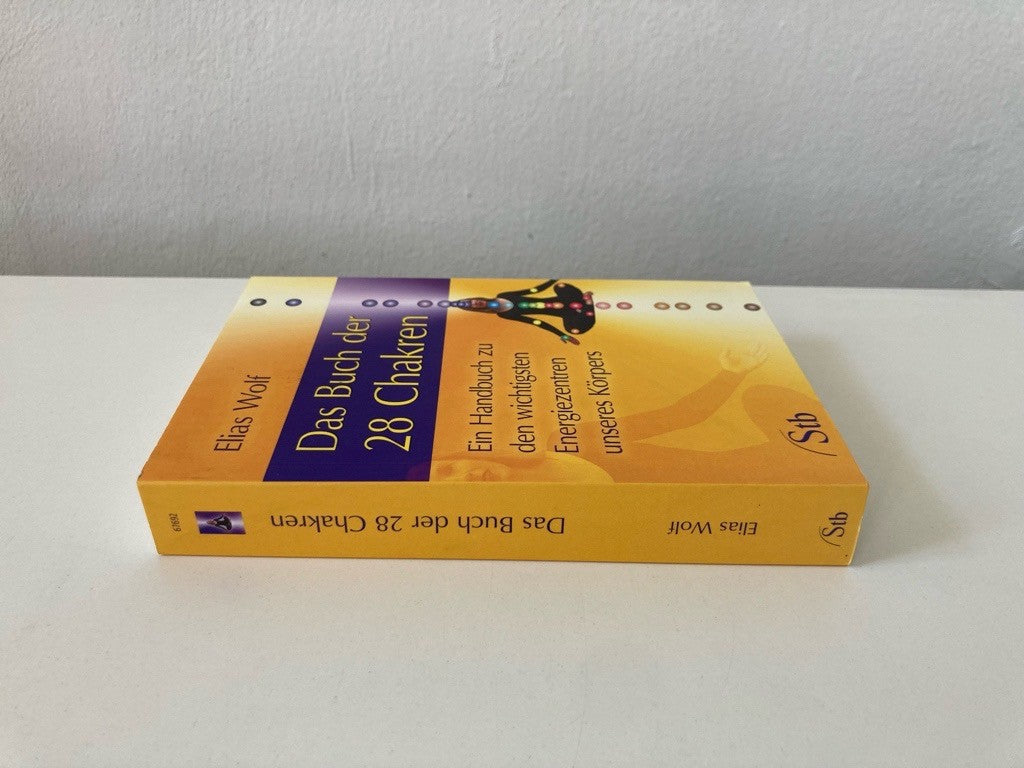 Elias Wolf
Das Buch der
28 Chakren
Ein Handbuch zu
den wichtigsten
Energiezentren
unseres Körpers
Stb
61692
Das Buch der 28 Chakren
Elias Wolf
Stb